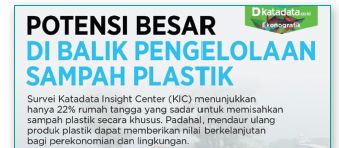 POTENSI BESAR
DI BALIK PENGELOLAAN
SAMPAH PLASTIK
D katadata.co.id
Ekonografik
Survei Katadata Insight Center (KIC) menunjukkan
hanya 22% rumah tangga yang sadar untuk memisahkan
sampah plastik secara khusus. Padahal, mendaur ulang
produk plastik dapat memberikan nilai berkelanjutan
bagi perekonomian dan lingkungan.